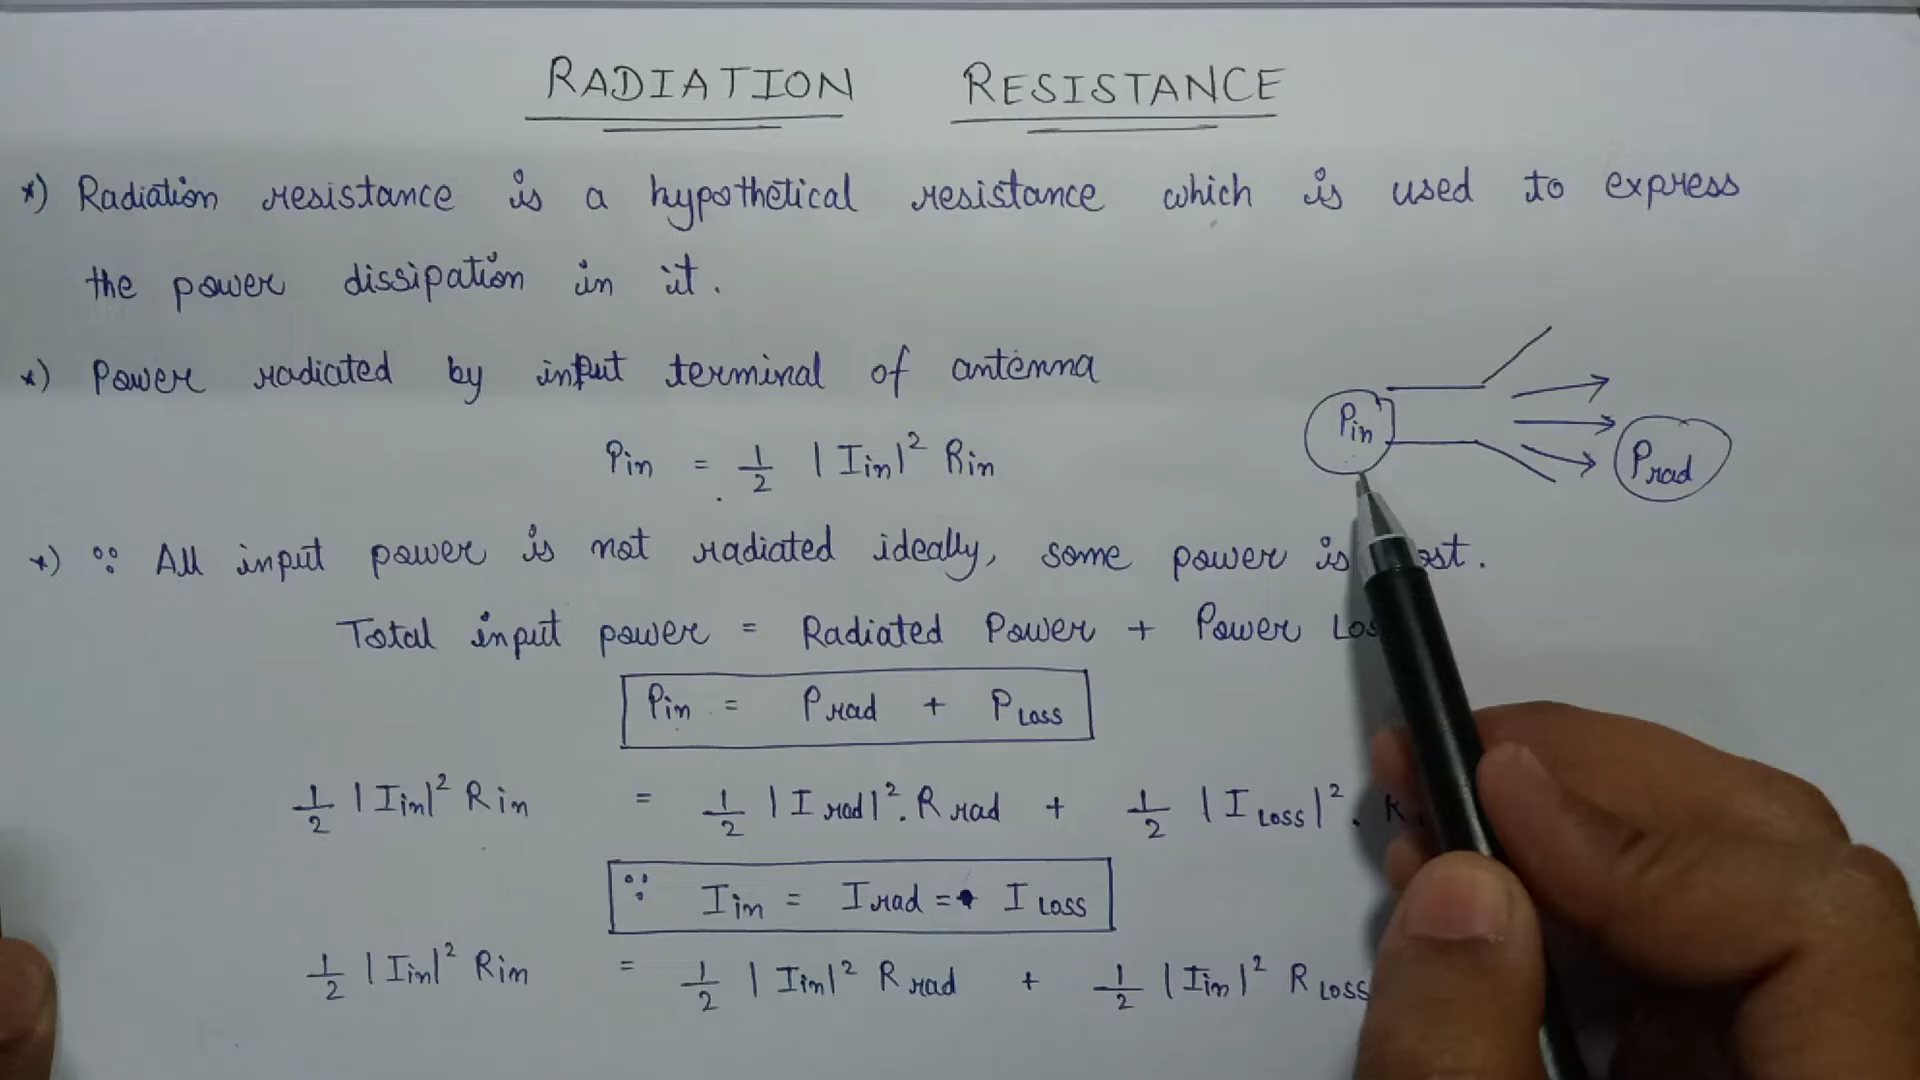 RADIATION RESISTANCE
*) Radiation resistance is a hypothetical resistance which is used to express
the power dissipation in it.
*) Power radiated by input terminal of antenna
Pin = 1/2 |Iin|² Rin
Pin
Prad
*) ∵ All input power is not radiated ideally, some power is ost.
Total input power = Radiated Power + Power Los
Pin = Prad + PLoss
1/2 |Iin|² Rin = 1/2 |Irad|². Rrad + 1/2 |ILoss|².
∵ Iin = Irad = ILoss
1/2 |Iin|² Rin = 1/2 |Iin|² Rrad + 1/2 |Iin|² RLoss